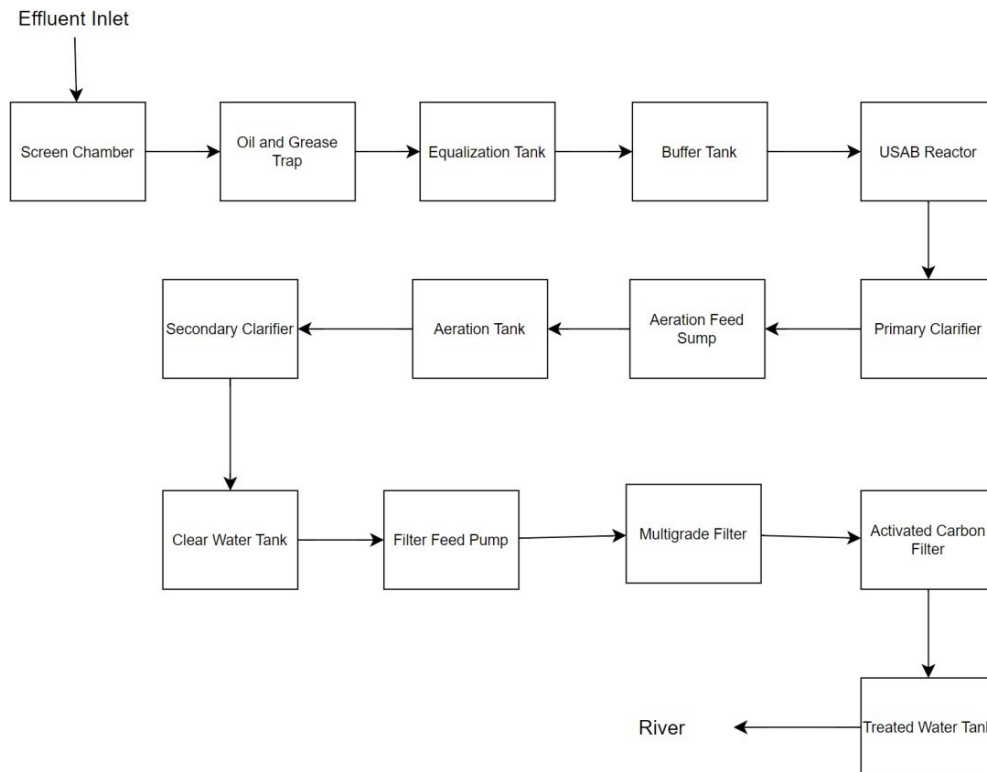 Effluent Inlet
Screen Chamber
Oil and Grease
Trap
Equalization Tank
Buffer Tank
USAB Reactor
Secondary Clarifier
Aeration Tank
Aeration Feed
Sump
Primary Clarifier
Clear Water Tank
Filter Feed Pump
Multigrade Filter
Activated Carbon
Filter
River
Treated Water Tank